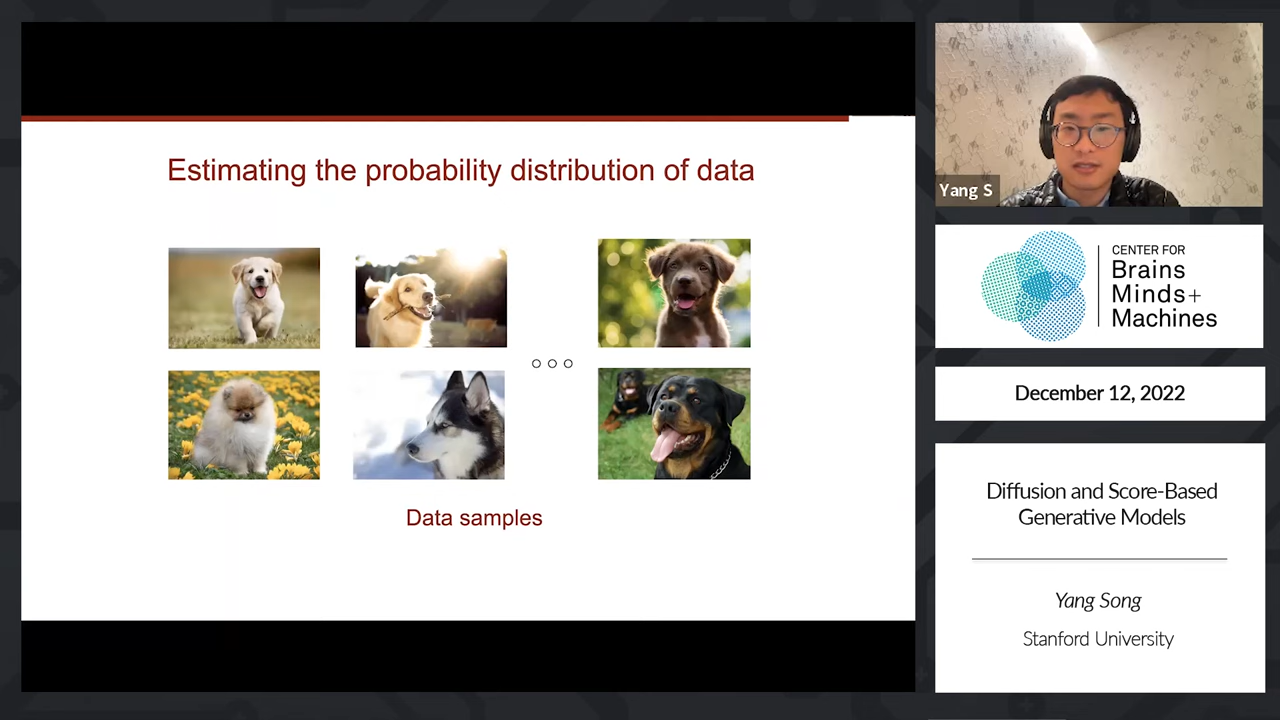 Estimating the probability distribution of data
Data samples
Yang S
CENTER FOR
Brains
Minds+
Machines
December 12, 2022
Diffusion and Score-Based
Generative Models
Yang Song
Stanford University